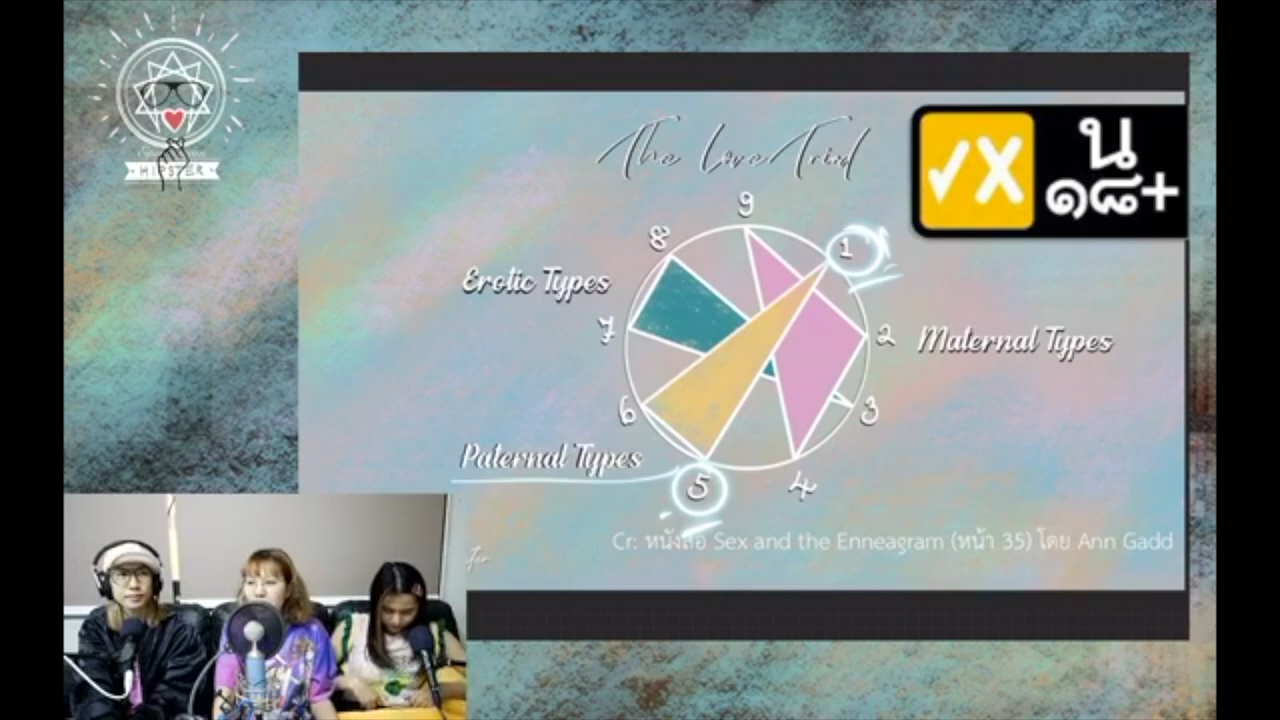 HIPSTER
The Love Triad
✓X
น
๑๘+
9
8
1
Erotic Types
7
2
Maternal Types
6
3
Paternal Types
5
4
Cr: หนังสือ Sex and the Enneagram (หน้า 35) โดย Ann Gadd